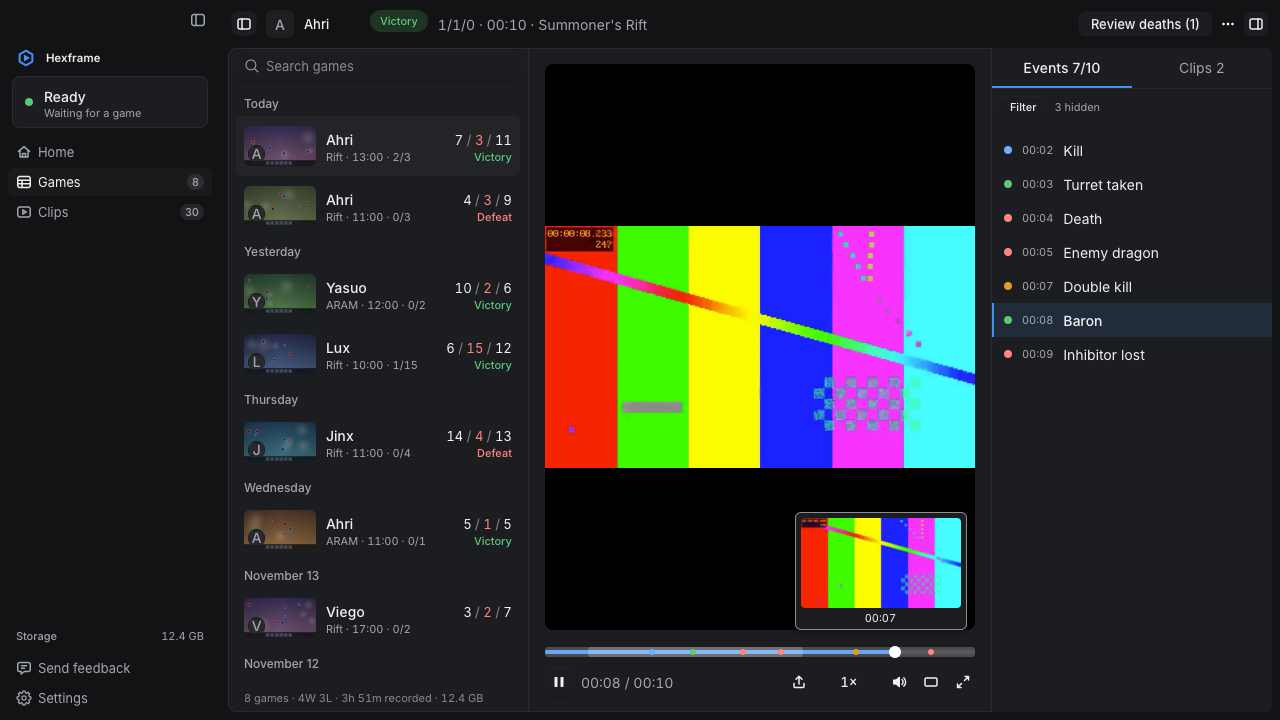 Hexframe
Ready
Waiting for a game
Home
Games 8
Clips 30
Storage 12.4 GB
Send feedback
Settings
A Ahri Victory 1/1/0 · 00:10 · Summoner's Rift
Review deaths (1)
Search games
Today
A Ahri 7 / 3 / 11
Rift · 13:00 · 2/3 Victory
A Ahri 4 / 3 / 9
Rift · 11:00 · 0/3 Defeat
Yesterday
Y Yasuo 10 / 2 / 6
ARAM · 12:00 · 0/2 Victory
L Lux 6 / 15 / 12
Rift · 10:00 · 1/15 Victory
Thursday
J Jinx 14 / 4 / 13
Rift · 11:00 · 0/4 Defeat
Wednesday
A Ahri 5 / 1 / 5
ARAM · 11:00 · 0/1 Victory
November 13
V Viego 3 / 2 / 7
Rift · 17:00 · 0/2
November 12
8 games · 4W 3L · 3h 51m recorded · 12.4 GB
00:00:08.233
247
00:07
00:08 / 00:10
1×
Events 7/10 Clips 2
Filter 3 hidden
00:02 Kill
00:03 Turret taken
00:04 Death
00:05 Enemy dragon
00:07 Double kill
00:08 Baron
00:09 Inhibitor lost